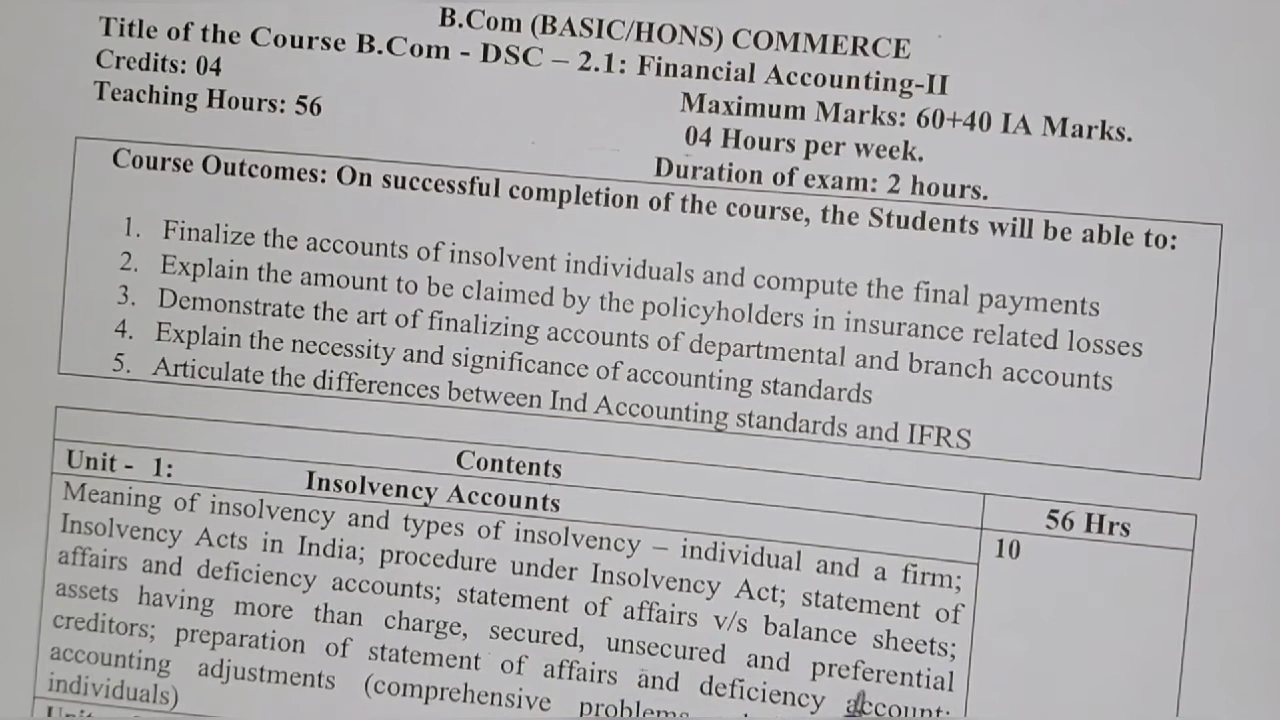 B.Com (BASIC/HONS) COMMERCE
Title of the Course B.Com - DSC – 2.1: Financial Accounting-II
Credits: 04
Maximum Marks: 60+40 IA Marks.
Teaching Hours: 56
04 Hours per week.
Duration of exam: 2 hours.
Course Outcomes: On successful completion of the course, the Students will be able to:
1. Finalize the accounts of insolvent individuals and compute the final payments
2. Explain the amount to be claimed by the policyholders in insurance related losses
3. Demonstrate the art of finalizing accounts of departmental and branch accounts
4. Explain the necessity and significance of accounting standards
5. Articulate the differences between Ind Accounting standards and IFRS
Contents
56 Hrs
Unit - 1: Insolvency Accounts
10
Meaning of insolvency and types of insolvency – individual and a firm;
Insolvency Acts in India; procedure under Insolvency Act; statement of
affairs and deficiency accounts; statement of affairs v/s balance sheets;
assets having more than charge, secured, unsecured and preferential
creditors; preparation of statement of affairs and deficiency account;
accounting adjustments (comprehensive problems
individuals)